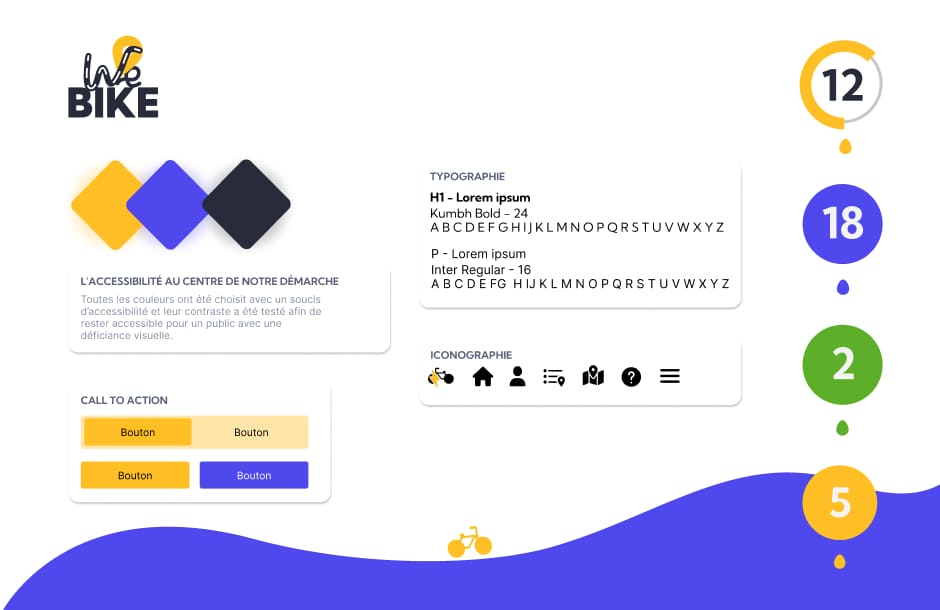 We
BIKE
L'ACCESSIBILITÉ AU CENTRE DE NOTRE DÉMARCHE
Toutes les couleurs ont été choisit avec un soucis
d'accessibilité et leur contraste a été testé afin de
rester accessible pour un public avec une
déficiance visuelle.
CALL TO ACTION
Bouton
Bouton
Bouton
Bouton
TYPOGRAPHIE
H1 - Lorem ipsum
Kumbh Bold - 24
A B C D E F G H I J K L M N O P Q R S T U V W X Y Z
P - Lorem ipsum
Inter Regular - 16
A B C D E F G H I J K L M N O P Q R S T U V W X Y Z
ICONOGRAPHIE
?
12
18
2
5